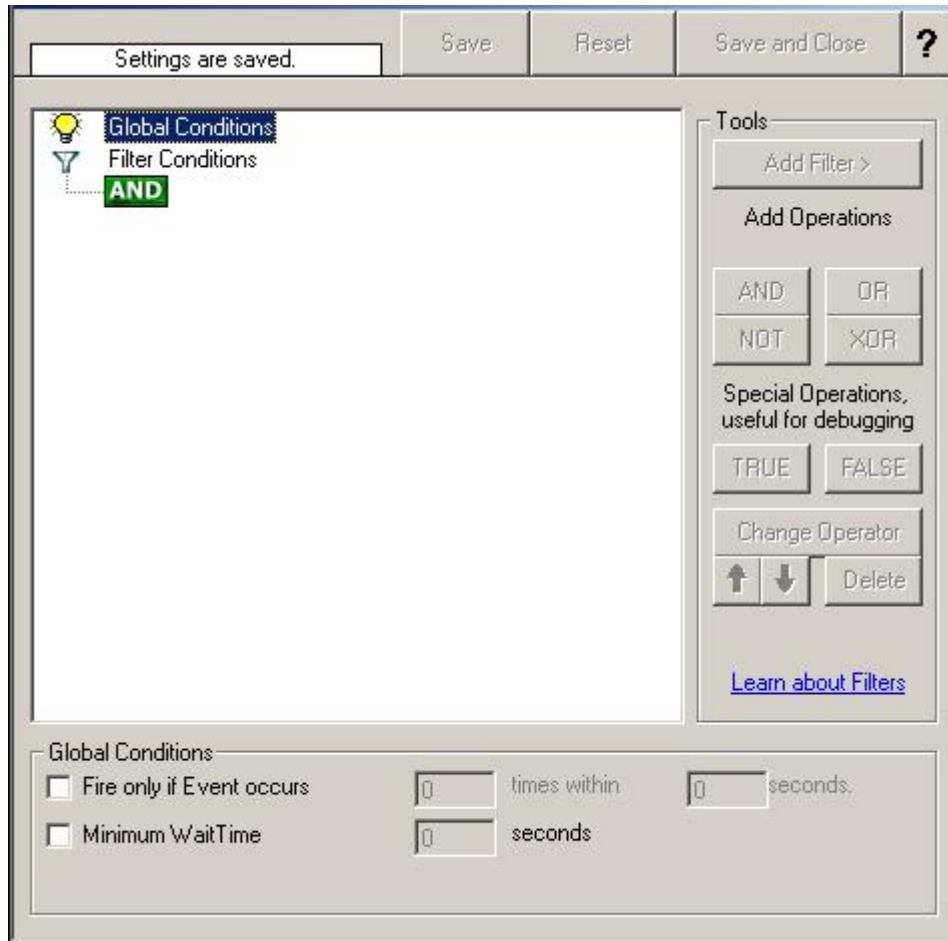 Settings are saved.
Save
Reset
Save and Close
?
Global Conditions
Filter Conditions
AND
Tools
Add Filter >
Add Operations
AND
OR
NOT
XOR
Special Operations,
useful for debugging
TRUE
FALSE
Change Operator
Delete
Learn about Filters
Global Conditions
Fire only if Event occurs
0
times within
0
seconds.
Minimum WaitTime
0
seconds